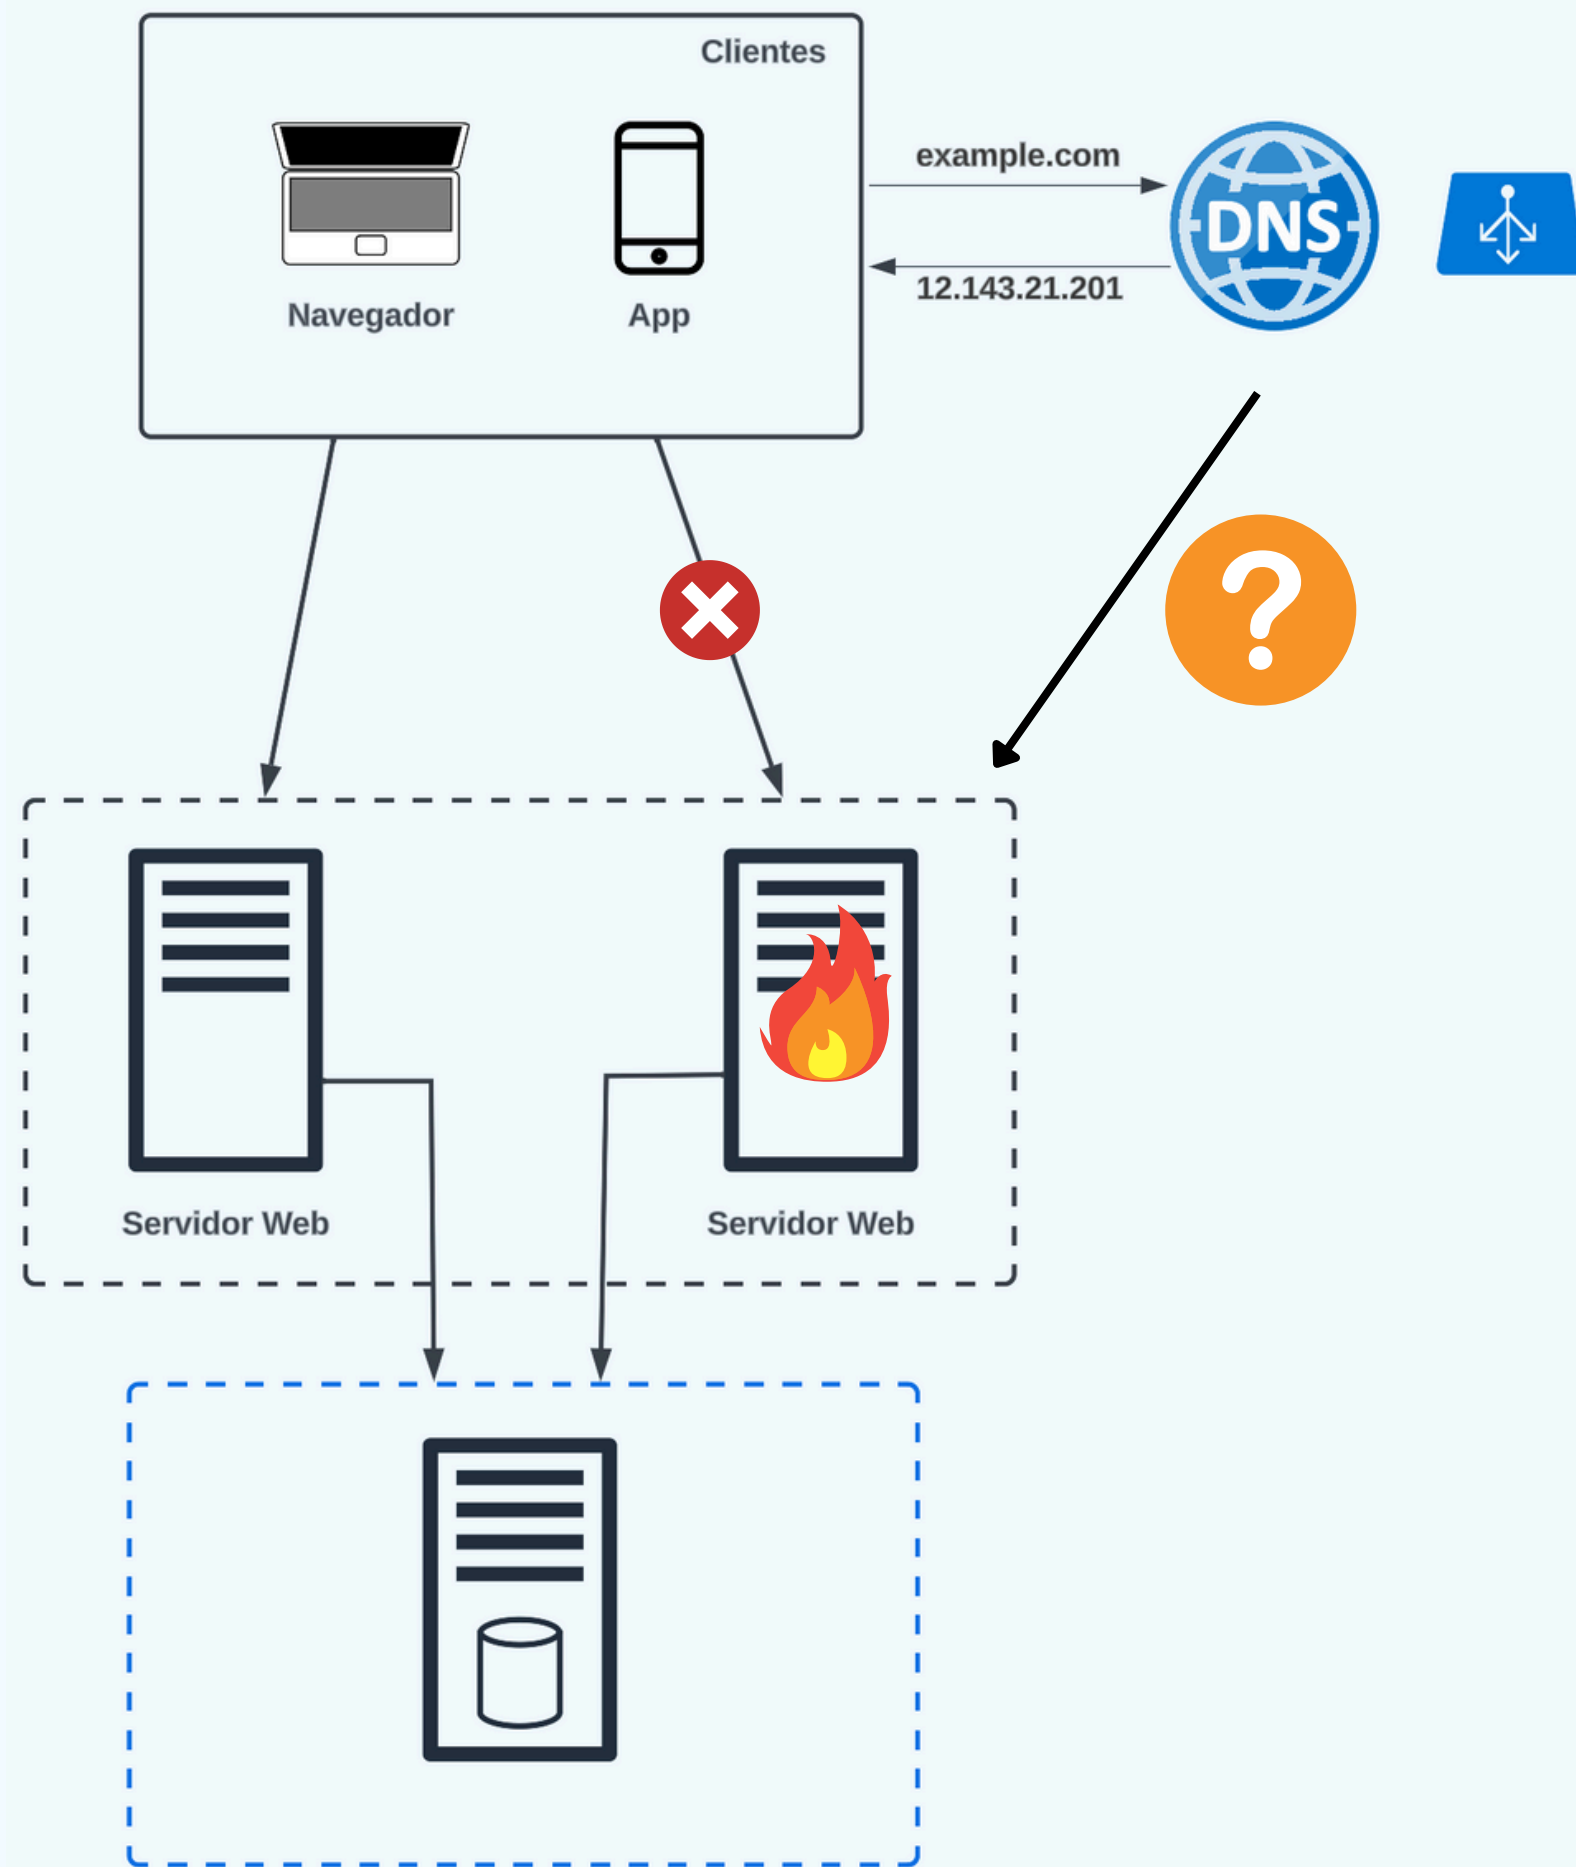 Clientes
example.com
DNS
12.143.21.201
Navegador
App
Servidor Web
Servidor Web